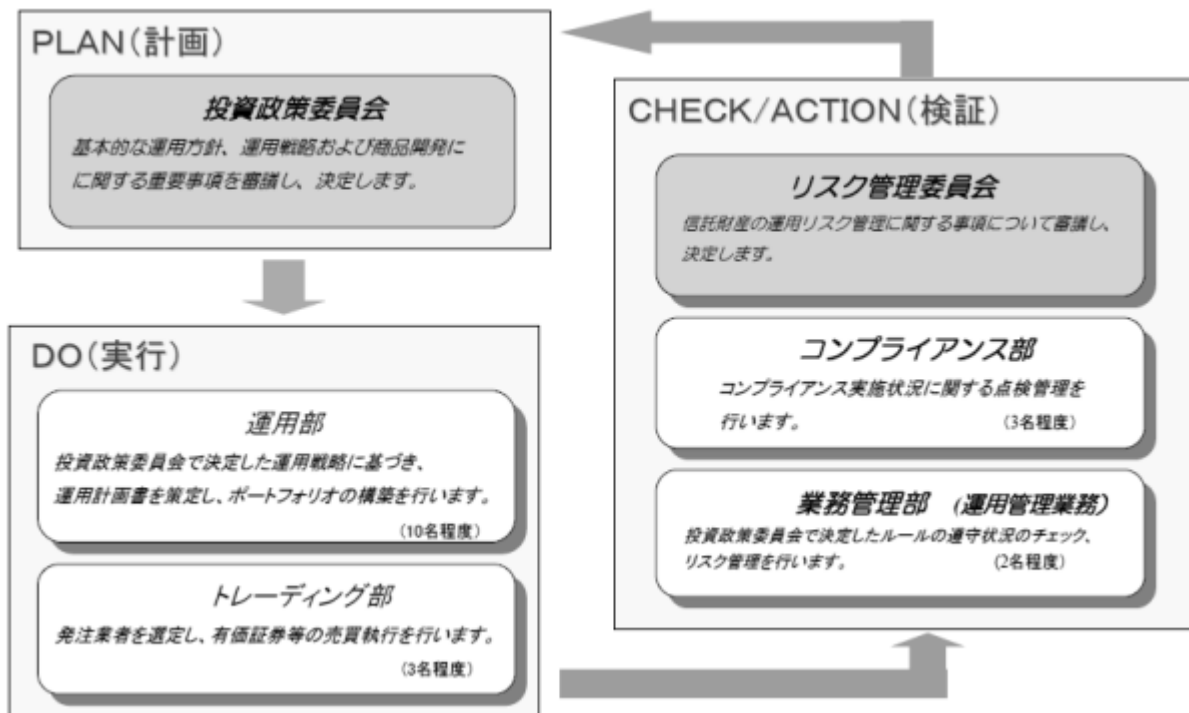 PLAN(計画)
投資政策委員会
基本的な運用方針、運用戦略および商品開発に
に関する重要事項を審議し、決定します。
DO(実行)
運用部
投資政策委員会で決定した運用戦略に基づき、
運用計画書を策定し、ポートフォリオの構築を行います。
(10名程度)
トレーディング部
発注業者を選定し、有価証券等の売買執行を行います。
(3名程度)
CHECK/ACTION(検証)
リスク管理委員会
信託財産の運用リスク管理に関する事項について審議し、
決定します。
コンプライアンス部
コンプライアンス実施状況に関する点検管理を
行います。 (3名程度)
業務管理部 (運用管理業務)
投資政策委員会で決定したルールの遵守状況のチェック、
リスク管理を行います。 (2名程度)